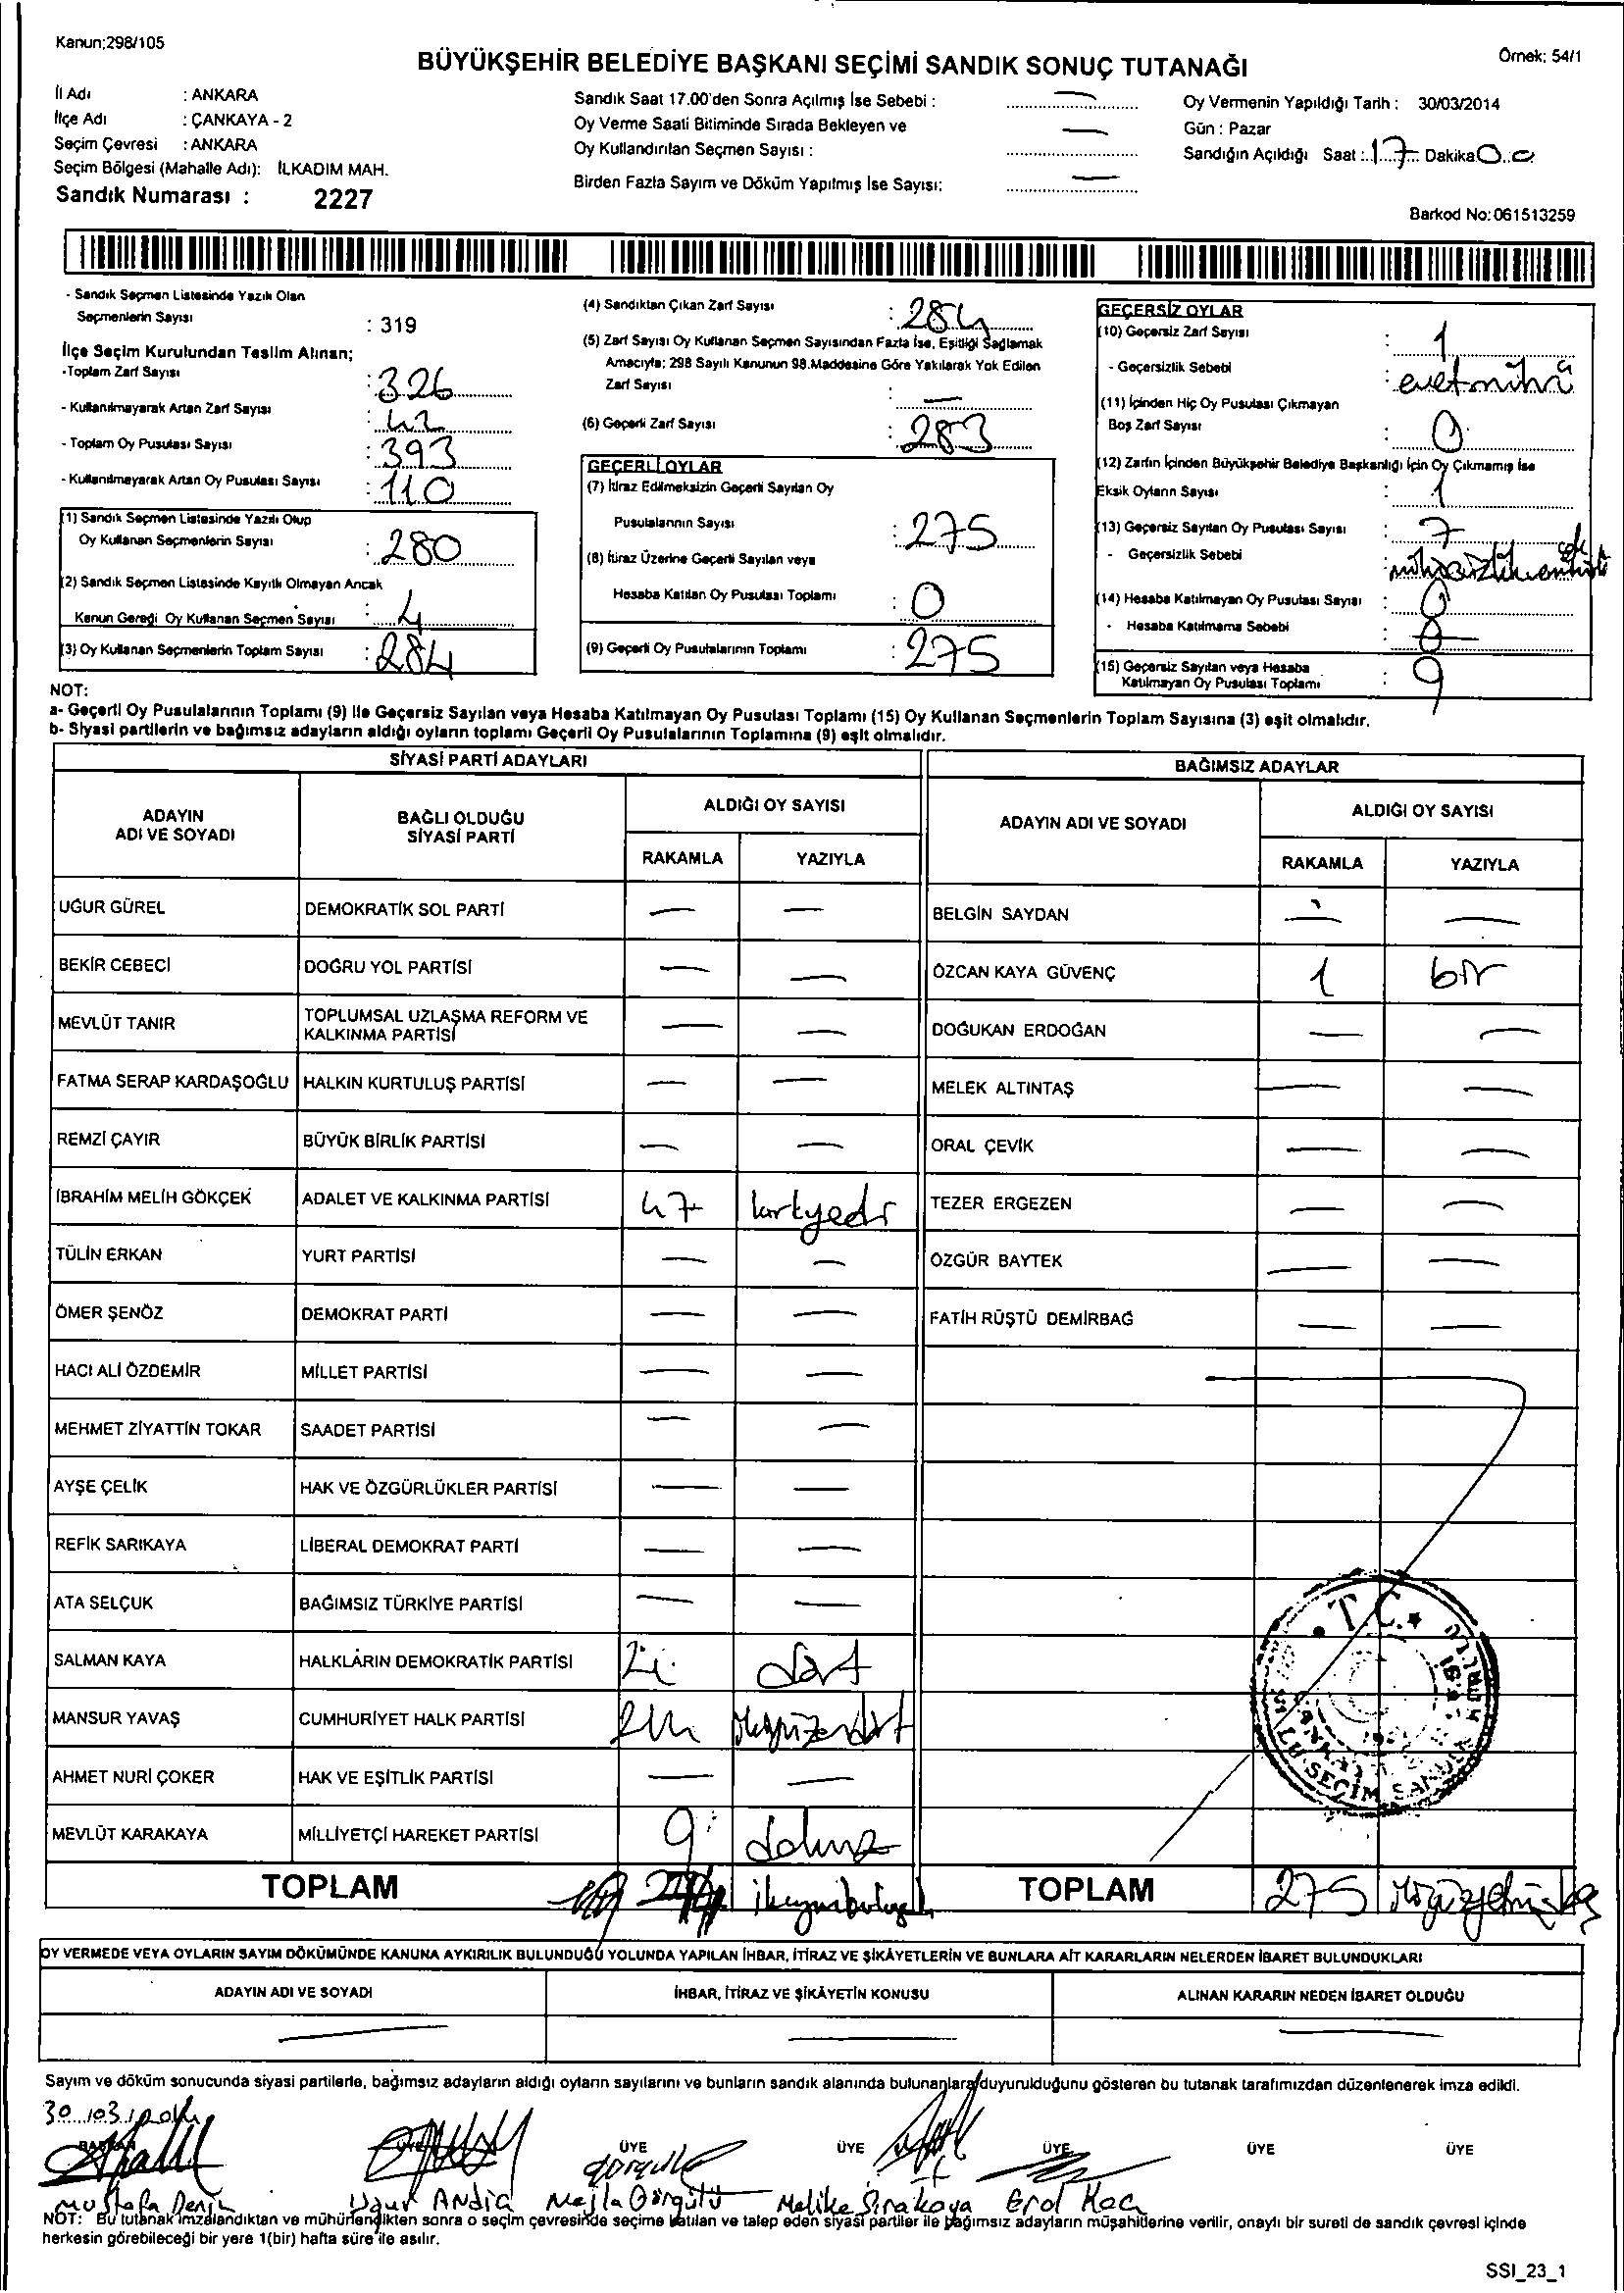 Kanun;298/105
Örnek: 54/1
BÜYÜKŞEHİR BELEDİYE BAŞKANI SEÇİMİ SANDIK SONUÇ TUTANAĞI
İl Adı : ANKARA
İlçe Adı : ÇANKAYA - 2
Seçim Çevresi : ANKARA
Seçim Bölgesi (Mahalle Adı): İLKADIM MAH.
Sandık Numarası : 2227
Sandık Saat 17.00'den Sonra Açılmış İse Sebebi : —
Oy Verme Saati Bitiminde Sırada Bekleyen ve
Oy Kullandırılan Seçmen Sayısı : —
Birden Fazla Sayım ve Döküm Yapılmış İse Sayısı: —
Oy Vermenin Yapıldığı Tarih : 30/03/2014
Gün : Pazar
Sandığın Açıldığı Saat : 17 Dakika 00
Barkod No: 061513259
- Sandık Seçmen Listesinde Yazılı Olan
Seçmenlerin Sayısı : 319
İlçe Seçim Kurulundan Teslim Alınan;
-Toplam Zarf Sayısı : 326
- Kullanılmayarak Artan Zarf Sayısı : 42
- Toplam Oy Pusulası Sayısı : 393
- Kullanılmayarak Artan Oy Pusulası Sayısı : 110
(1) Sandık Seçmen Listesinde Yazılı Olup
Oy Kullanan Seçmenlerin Sayısı : 280
(2) Sandık Seçmen Listesinde Kayıtlı Olmayan Ancak
Kanun Gereği Oy Kullanan Seçmen Sayısı : 4
(3) Oy Kullanan Seçmenlerin Toplam Sayısı : 284
(4) Sandıktan Çıkan Zarf Sayısı : 284
(5) Zarf Sayısı Oy Kullanan Seçmen Sayısından Fazla İse, Eşitliği Sağlamak
Amacıyla; 298 Sayılı Kanunun 98.Maddesine Göre Yakılarak Yok Edilen
Zarf Sayısı : —
(6) Geçerli Zarf Sayısı : 283
GEÇERLİ OYLAR
(7) İtiraz Edilmeksizin Geçerli Sayılan Oy
Pusulalarının Sayısı : 275
(8) İtiraz Üzerine Geçerli Sayılan veya
Hesaba Katılan Oy Pusulası Toplamı : 0
(9) Geçerli Oy Pusulalarının Toplamı : 275
GEÇERSİZ OYLAR
(10) Geçersiz Zarf Sayısı : 1
- Geçersizlik Sebebi : evet mührü
(11) İçinden Hiç Oy Pusulası Çıkmayan
Boş Zarf Sayısı : 0
(12) Zarfın İçinden Büyükşehir Belediye Başkanlığı İçin Oy Çıkmamış İse
Eksik Oyların Sayısı : 1
(13) Geçersiz Sayılan Oy Pusulası Sayısı : 7
- Geçersizlik Sebebi :
(14) Hesaba Katılmayan Oy Pusulası Sayısı : 0
- Hesaba Katılmama Sebebi : 0
(15) Geçersiz Sayılan veya Hesaba
Katılmayan Oy Pusulası Toplamı : 9
NOT:
a- Geçerli Oy Pusulalarının Toplamı (9) ile Geçersiz Sayılan veya Hesaba Katılmayan Oy Pusulası Toplamı (15) Oy Kullanan Seçmenlerin Toplam Sayısına (3) eşit olmalıdır.
b- Siyasi partilerin ve bağımsız adayların aldığı oyların toplamı Geçerli Oy Pusulalarının Toplamına (9) eşit olmalıdır.
SİYASİ PARTİ ADAYLARI
ADAYIN ADI VE SOYADI
BAĞLI OLDUĞU SİYASİ PARTİ
ALDIĞI OY SAYISI
RAKAMLA YAZIYLA
UĞUR GÜREL DEMOKRATİK SOL PARTİ — —
BEKİR CEBECİ DOĞRU YOL PARTİSİ — —
MEVLÜT TANIR TOPLUMSAL UZLAŞMA REFORM VE KALKINMA PARTİSİ — —
FATMA SERAP KARDAŞOĞLU HALKIN KURTULUŞ PARTİSİ — —
REMZİ ÇAYIR BÜYÜK BİRLİK PARTİSİ — —
İBRAHİM MELİH GÖKÇEK ADALET VE KALKINMA PARTİSİ 47 kırkyedi
TÜLİN ERKAN YURT PARTİSİ — —
ÖMER ŞENÖZ DEMOKRAT PARTİ — —
HACI ALİ ÖZDEMİR MİLLET PARTİSİ — —
MEHMET ZİYATTİN TOKAR SAADET PARTİSİ — —
AYŞE ÇELİK HAK VE ÖZGÜRLÜKLER PARTİSİ — —
REFİK SARIKAYA LİBERAL DEMOKRAT PARTİ — —
ATA SELÇUK BAĞIMSIZ TÜRKİYE PARTİSİ — —
SALMAN KAYA HALKLARIN DEMOKRATİK PARTİSİ 4 dört
MANSUR YAVAŞ CUMHURİYET HALK PARTİSİ 214
AHMET NURİ ÇOKER HAK VE EŞİTLİK PARTİSİ — —
MEVLÜT KARAKAYA MİLLİYETÇİ HAREKET PARTİSİ 9 dokuz
TOPLAM
BAĞIMSIZ ADAYLAR
ADAYIN ADI VE SOYADI
ALDIĞI OY SAYISI
RAKAMLA YAZIYLA
BELGİN SAYDAN — —
ÖZCAN KAYA GÜVENÇ 1 bir
DOĞUKAN ERDOĞAN — —
MELEK ALTINTAŞ — —
ORAL ÇEVİK — —
TEZER ERGEZEN — —
ÖZGÜR BAYTEK — —
FATİH RÜŞTÜ DEMİRBAĞ — —
T.C.
TOPLAM 275
OY VERMEDE VEYA OYLARIN SAYIM DÖKÜMÜNDE KANUNA AYKIRILIK BULUNDUĞU YOLUNDA YAPILAN İHBAR, İTİRAZ VE ŞİKÂYETLERİN VE BUNLARA AİT KARARLARIN NELERDEN İBARET BULUNDUKLARI
ADAYIN ADI VE SOYADI İHBAR, İTİRAZ VE ŞİKÂYETİN KONUSU ALINAN KARARIN NEDEN İBARET OLDUĞU
— — —
Sayım ve döküm sonucunda siyasi partilerle, bağımsız adayların aldığı oyların sayılarını ve bunların sandık alanında bulunanlara duyurulduğunu gösteren bu tutanak tarafımızdan düzenlenerek imza edildi.
30/03/2014
BAŞKAN ÜYE ÜYE ÜYE ÜYE ÜYE ÜYE
Mustafa Deniz Uğur Andiç Nejla Görgülü Melike Sırakaya Erol Koç
NOT: Bu tutanak imzalandıktan ve mühürlendikten sonra o seçim çevresinde seçime katılan ve talep eden siyasi partiler ile bağımsız adayların müşahitlerine verilir, onaylı bir sureti de sandık çevresi içinde
herkesin görebileceği bir yere 1(bir) hafta süre ile asılır.
SSI_23_1